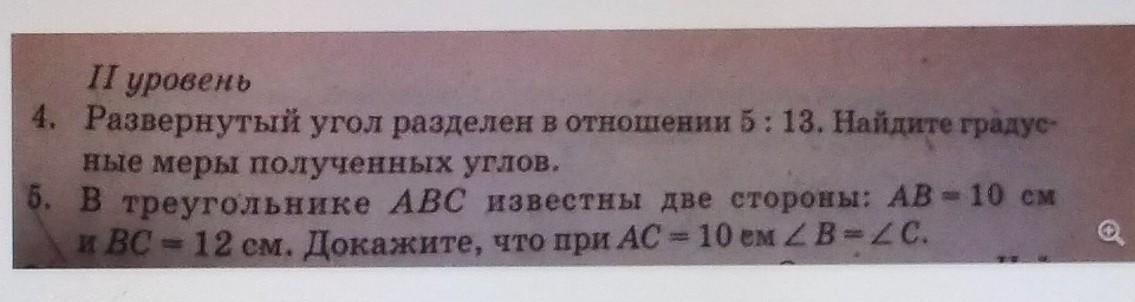 II уровень
4. Развернутый угол разделен в отношении 5 : 13. Найдите градус-
ные меры полученных углов.
5. В треугольнике ABC известны две стороны: AB = 10 см
и BC = 12 см. Докажите, что при AC = 10 см ∠ B = ∠ C.